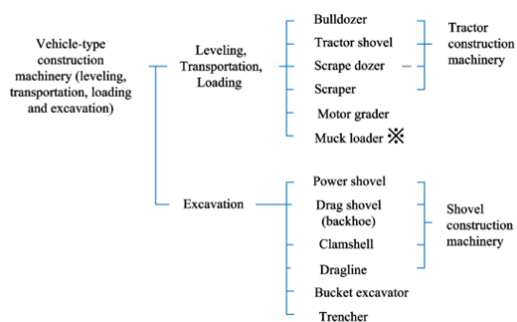 Vehicle-type
construction
machinery (leveling,
transportation, loading
and excavation)
Leveling,
Transportation,
Loading
Bulldozer
Tractor shovel
Scrape dozer
Scraper
Motor grader
Muck loader ※
Tractor
construction
machinery
Excavation
Power shovel
Drag shovel
(backhoe)
Clamshell
Dragline
Bucket excavator
Trencher
Shovel
construction
machinery